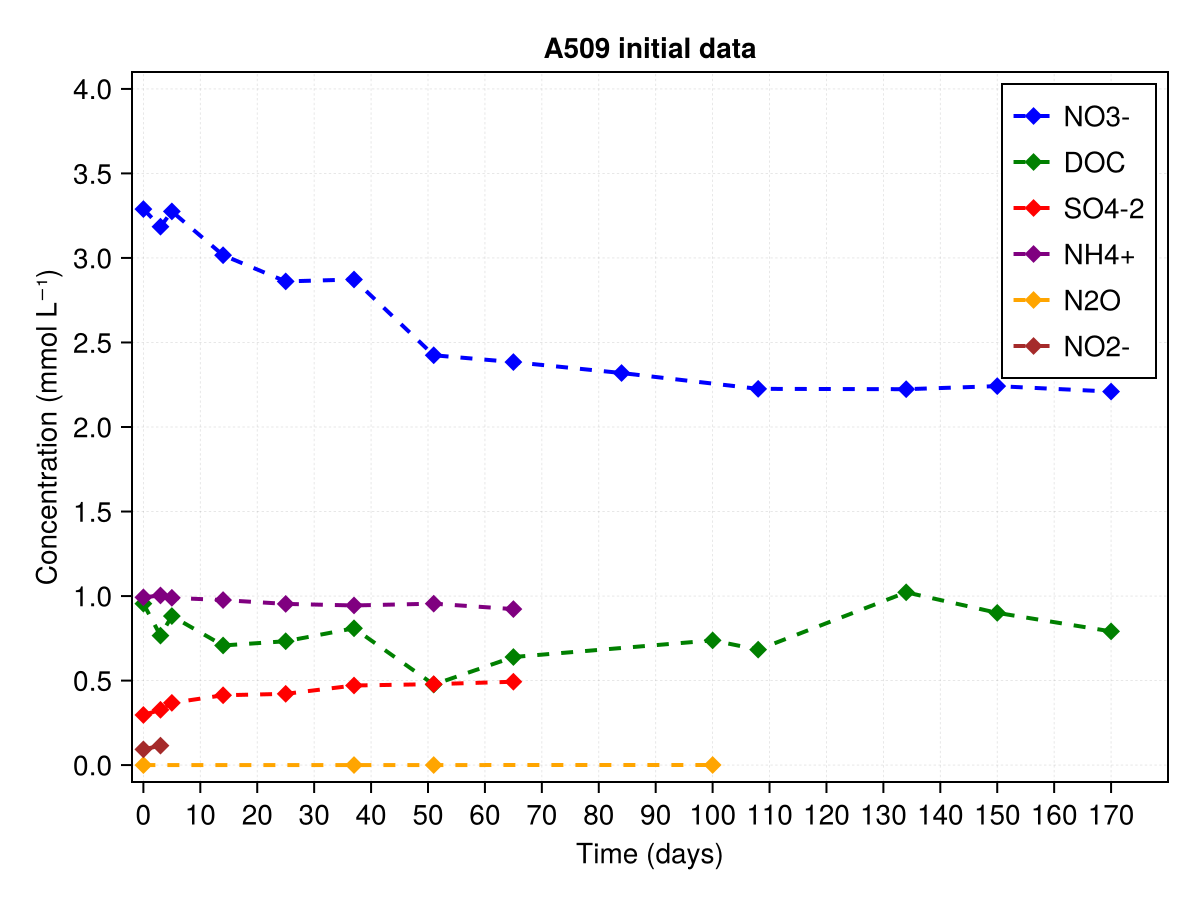 A509 initial data
Concentration (mmol L⁻¹)
4.0
3.5
3.0
2.5
2.0
1.5
1.0
0.5
0.0
NO3-
DOC
SO4-2
NH4+
N2O
NO2-
0 10 20 30 40 50 60 70 80 90 100 110 120 130 140 150 160 170
Time (days)